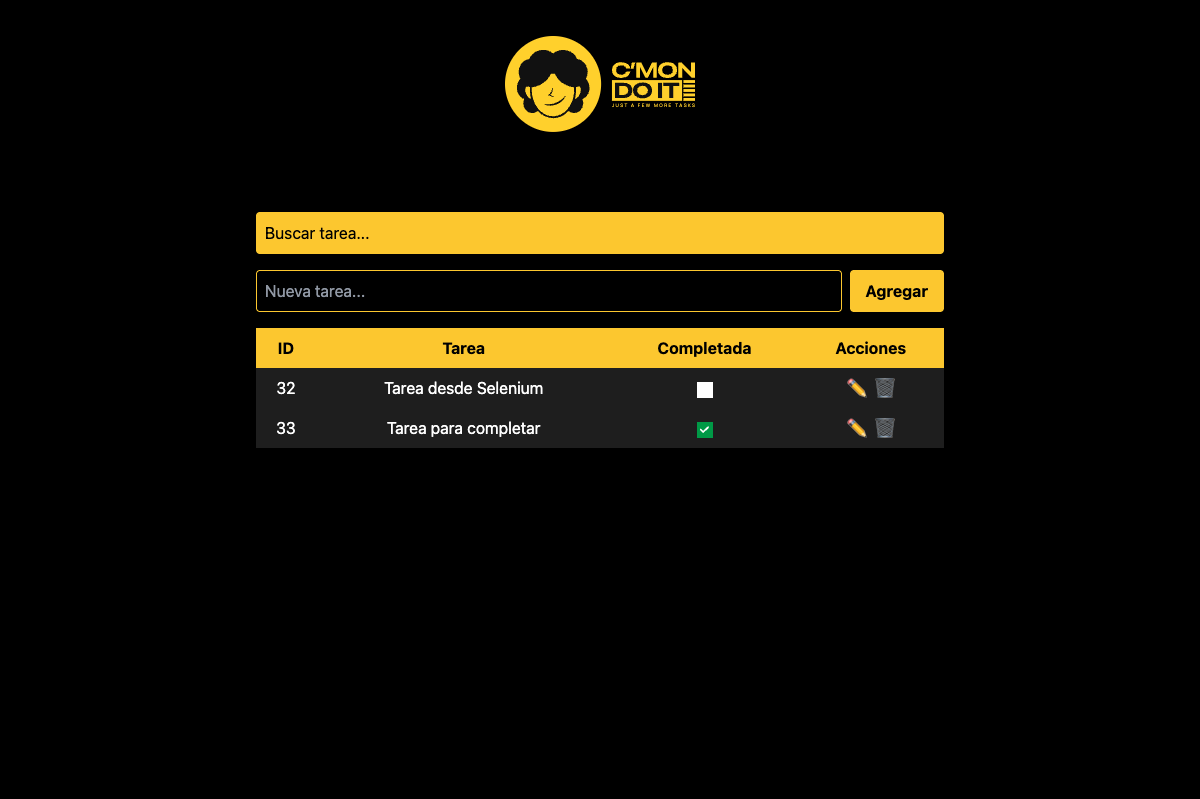 C'MON
DO IT
JUST A FEW MORE TASKS
Buscar tarea...
Nueva tarea... Agregar
ID Tarea Completada Acciones
32 Tarea desde Selenium
33 Tarea para completar